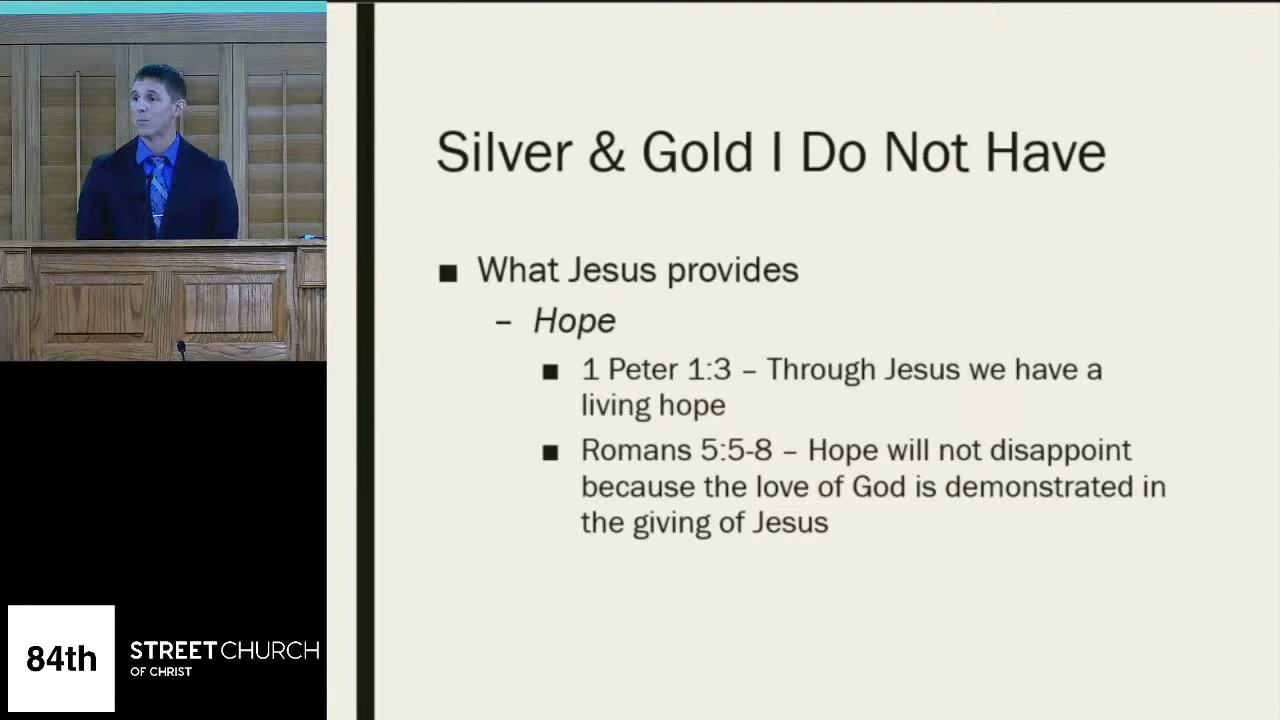 Silver & Gold I Do Not Have
■ What Jesus provides
– Hope
■ 1 Peter 1:3 – Through Jesus we have a
living hope
■ Romans 5:5-8 – Hope will not disappoint
because the love of God is demonstrated in
the giving of Jesus
84th
STREET CHURCH
OF CHRIST